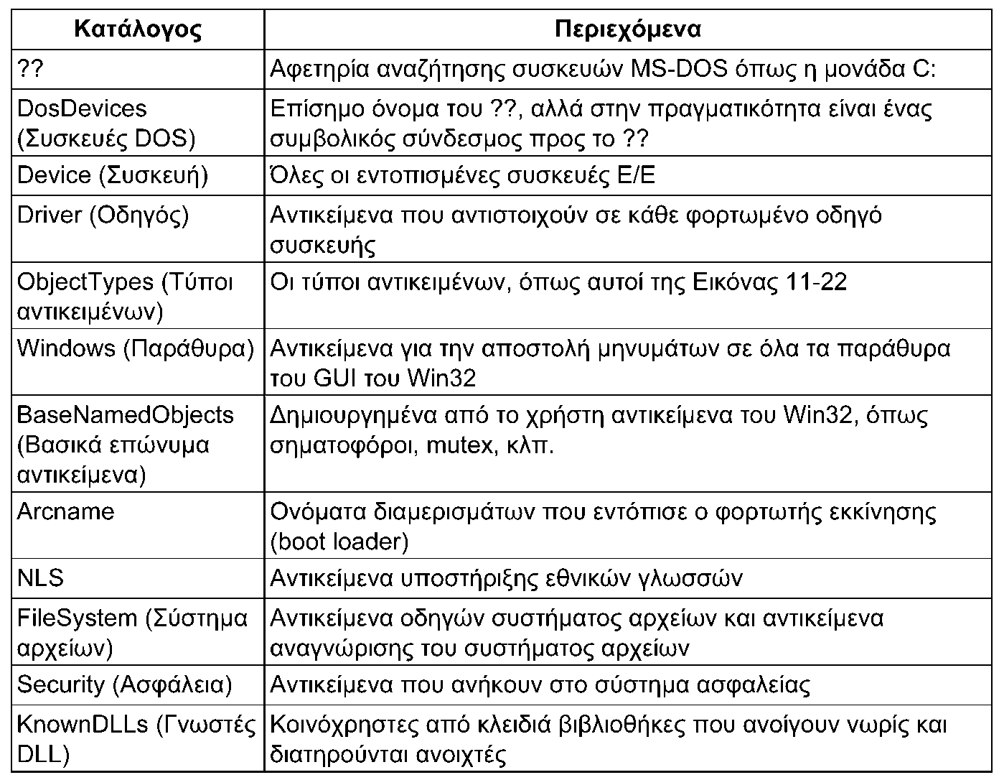 Κατάλογος
Περιεχόμενα
??
Αφετηρία αναζήτησης συσκευών MS-DOS όπως η μονάδα C:
DosDevices
(Συσκευές DOS)
Επίσημο όνομα του ??, αλλά στην πραγματικότητα είναι ένας
συμβολικός σύνδεσμος προς το ??
Device (Συσκευή)
Όλες οι εντοπισμένες συσκευές Ε/Ε
Driver (Οδηγός)
Αντικείμενα που αντιστοιχούν σε κάθε φορτωμένο οδηγό
συσκευής
ObjectTypes (Τύποι
αντικειμένων)
Οι τύποι αντικειμένων, όπως αυτοί της Εικόνας 11-22
Windows (Παράθυρα)
Αντικείμενα για την αποστολή μηνυμάτων σε όλα τα παράθυρα
του GUI του Win32
BaseNamedObjects
(Βασικά επώνυμα
αντικείμενα)
Δημιουργημένα από το χρήστη αντικείμενα του Win32, όπως
σηματοφόροι, mutex, κλπ.
Arcname
Ονόματα διαμερισμάτων που εντόπισε ο φορτωτής εκκίνησης
(boot loader)
NLS
Αντικείμενα υποστήριξης εθνικών γλωσσών
FileSystem (Σύστημα
αρχείων)
Αντικείμενα οδηγών συστήματος αρχείων και αντικείμενα
αναγνώρισης του συστήματος αρχείων
Security (Ασφάλεια)
Αντικείμενα που ανήκουν στο σύστημα ασφαλείας
KnownDLLs (Γνωστές
DLL)
Κοινόχρηστες από κλειδιά βιβλιοθήκες που ανοίγουν νωρίς και
διατηρούνται ανοιχτές